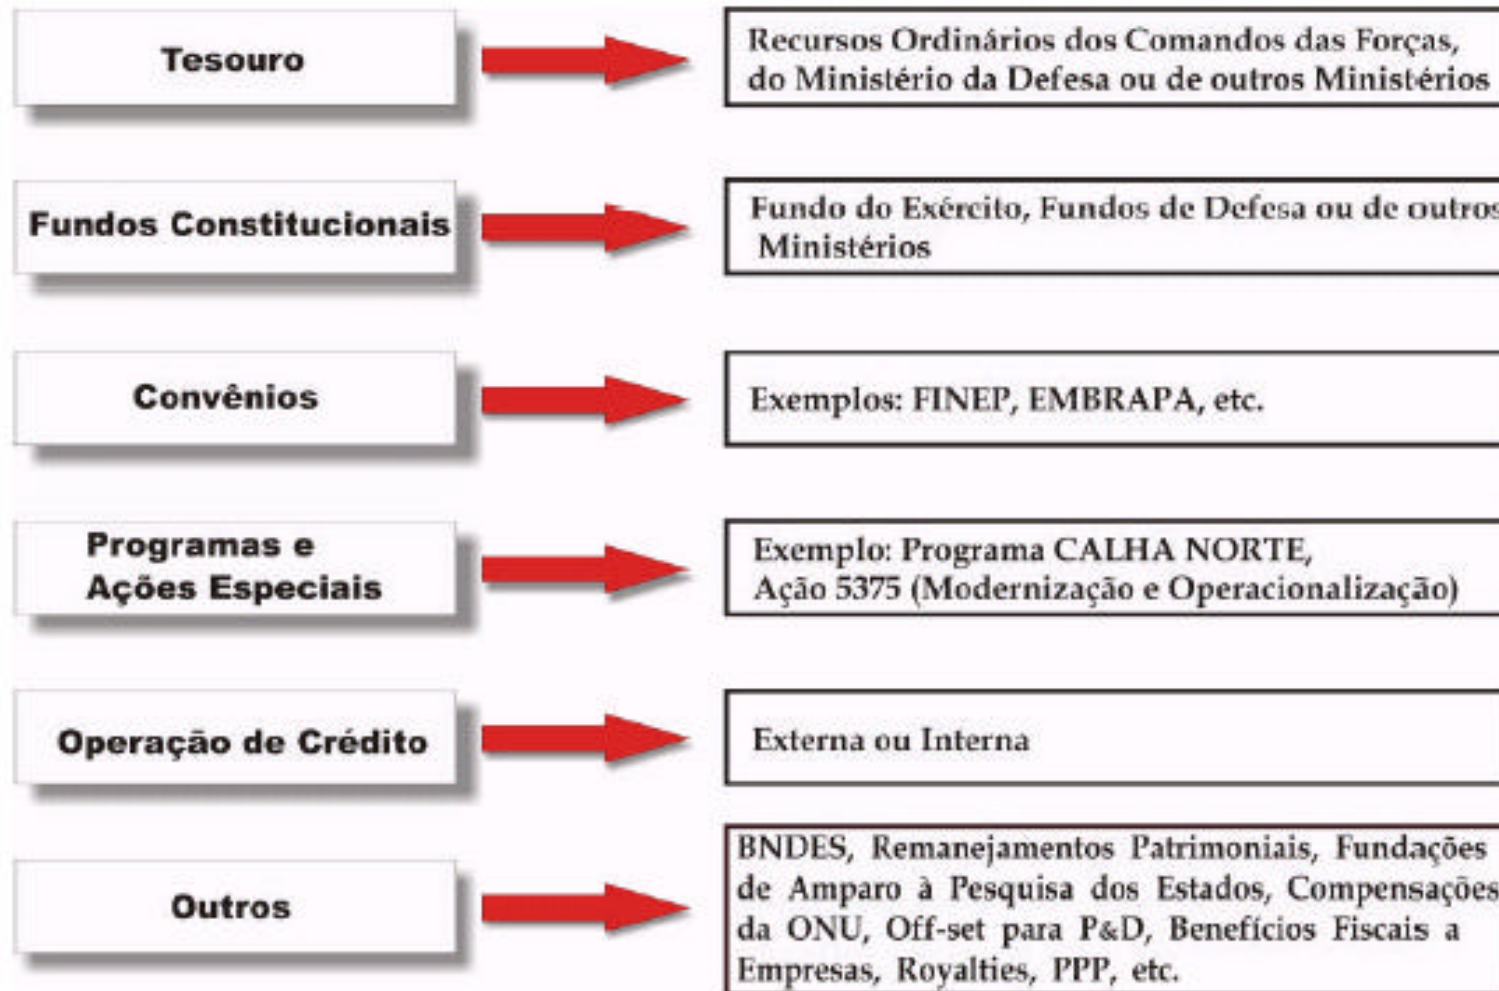 Tesouro
Recursos Ordinários dos Comandos das Forças,
do Ministério da Defesa ou de outros Ministérios
Fundos Constitucionais
Fundo do Exército, Fundos de Defesa ou de outros
Ministérios
Convênios
Exemplos: FINEP, EMBRAPA, etc.
Programas e
Ações Especiais
Exemplo: Programa CALHA NORTE,
Ação 5375 (Modernização e Operacionalização)
Operação de Crédito
Externa ou Interna
Outros
BNDES, Remanejamentos Patrimoniais, Fundações
de Amparo à Pesquisa dos Estados, Compensações
da ONU, Off-set para P&D, Benefícios Fiscais a
Empresas, Royalties, PPP, etc.